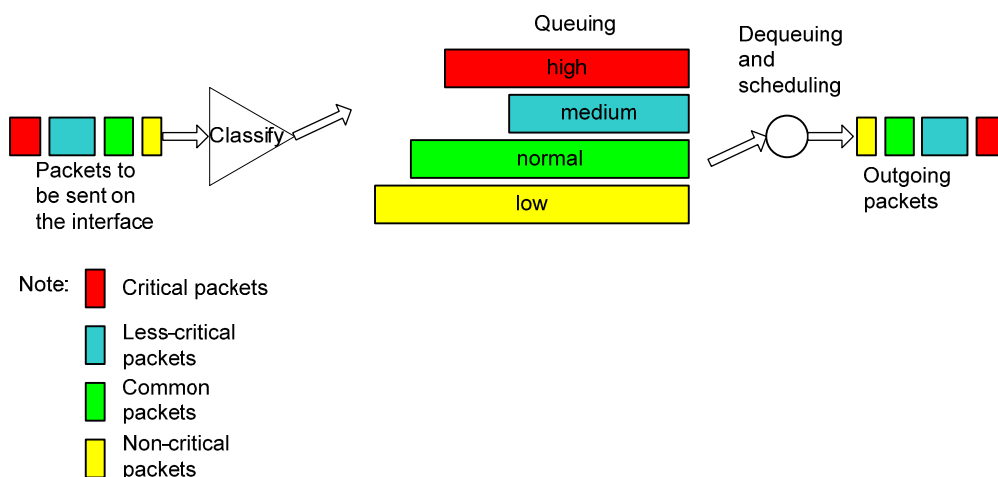 Queuing
Dequeuing
and
scheduling
high
medium
normal
low
Classify
Packets to
be sent on
the interface
Outgoing
packets
Note:
Critical packets
Less-critical
packets
Common
packets
Non-critical
packets